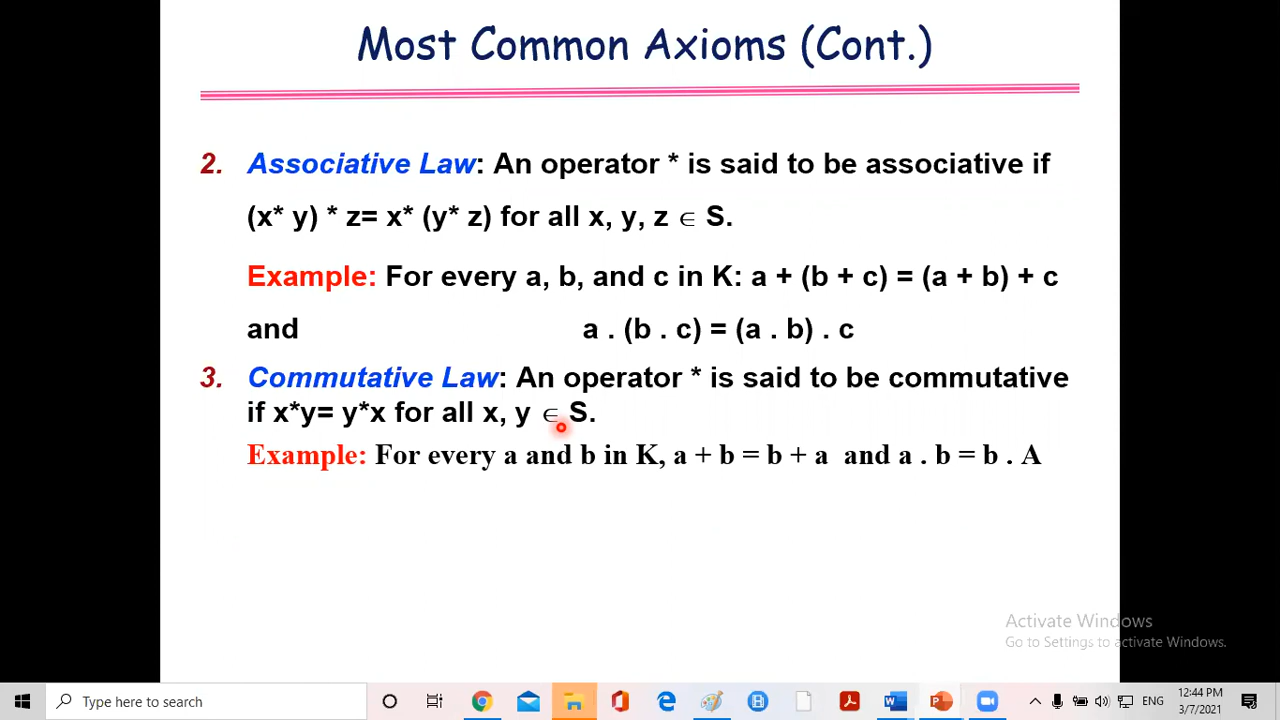 Most Common Axioms (Cont.)
2. Associative Law: An operator * is said to be associative if
(x* y) * z= x* (y* z) for all x, y, z ∈ S.
Example: For every a, b, and c in K: a + (b + c) = (a + b) + c
and a . (b . c) = (a . b) . c
3. Commutative Law: An operator * is said to be commutative
if x*y= y*x for all x, y ∈ S.
Example: For every a and b in K, a + b = b + a and a . b = b . A
Activate Windows
Go to Settings to activate Windows.
Type here to search
ENG
12:44 PM
3/7/2021